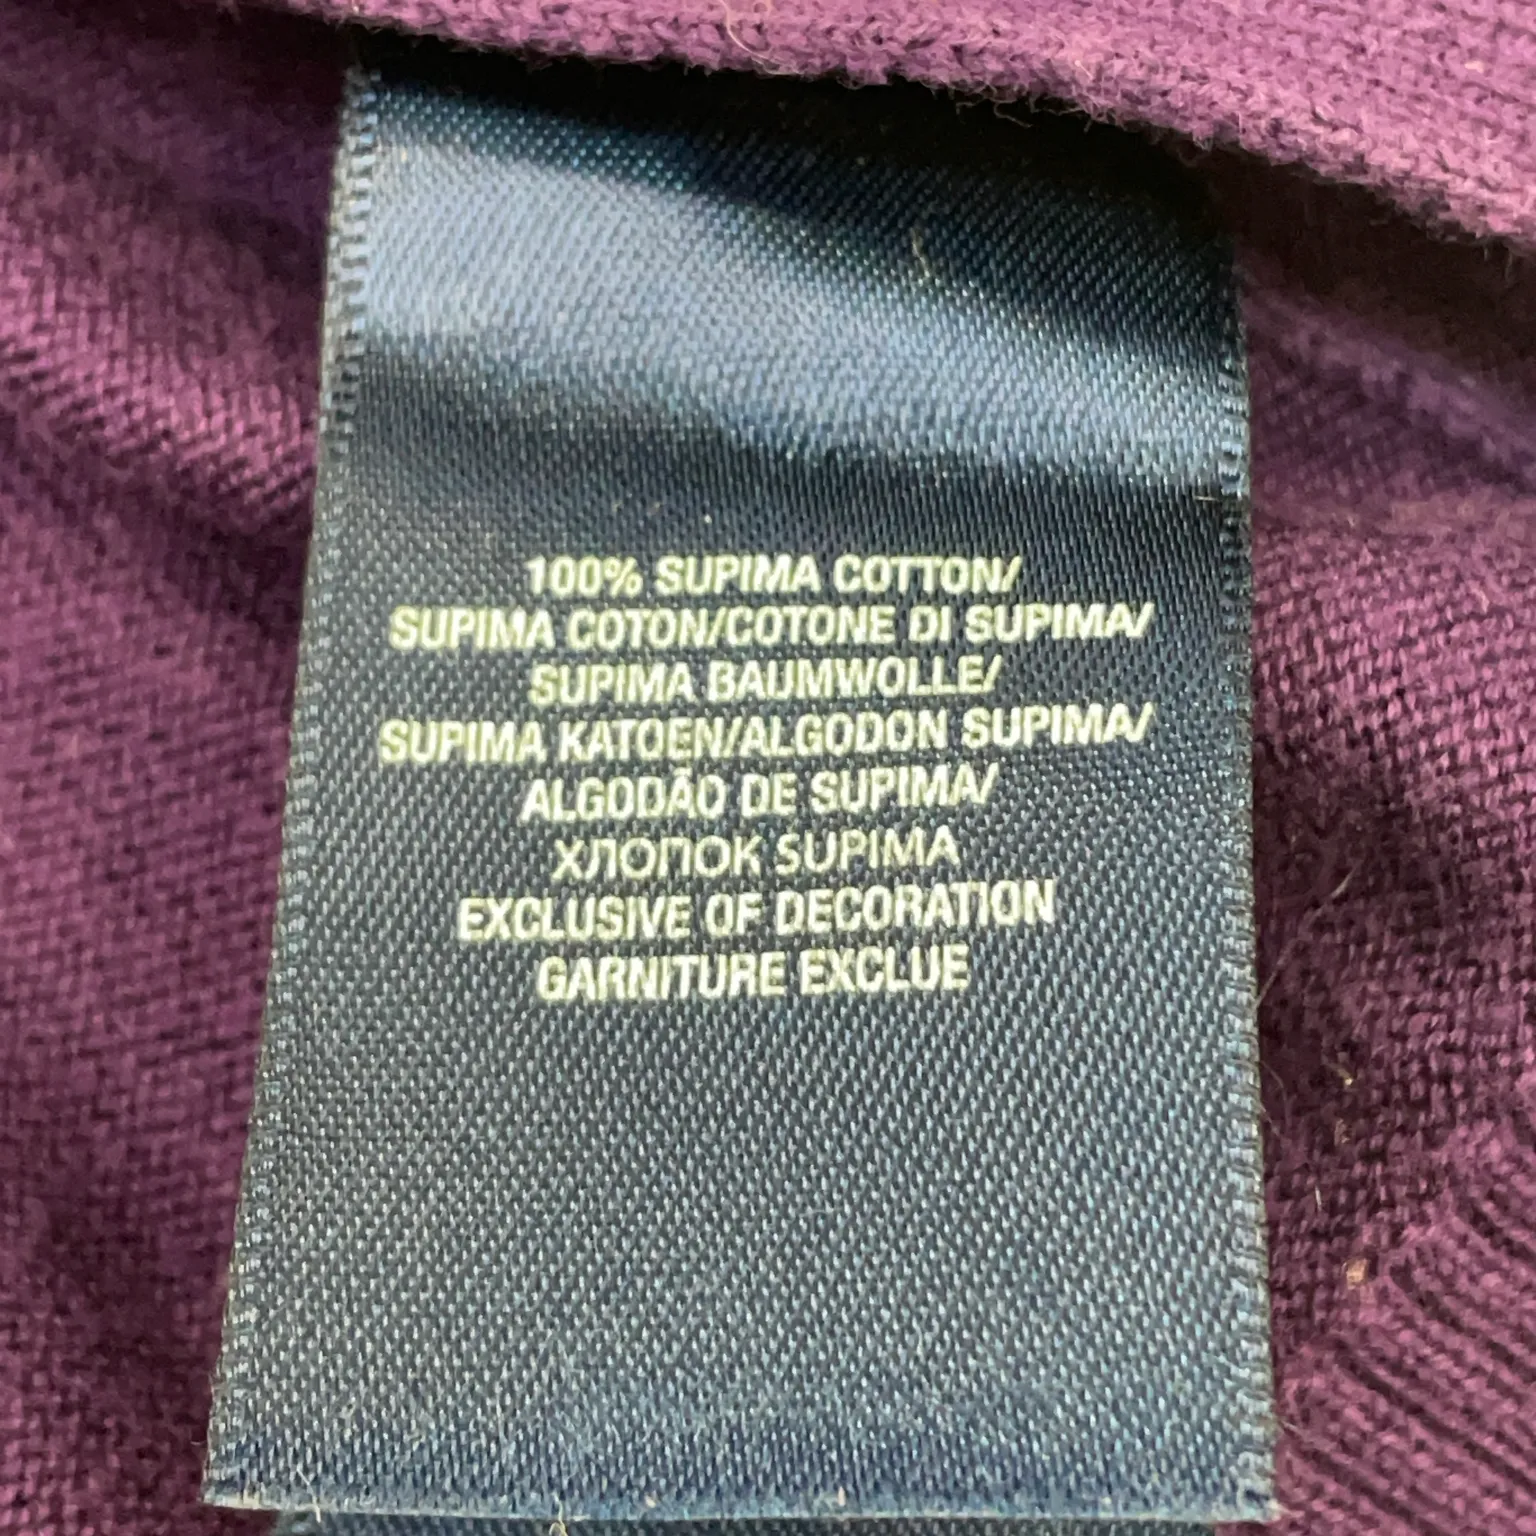 100% SUPIMA COTTON/
SUPIMA COTON/COTONE DI SUPIMA/
SUPIMA BAUMWOLLE/
SUPIMA KATOEN/ALGODON SUPIMA/
ALGODÃO DE SUPIMA/
ХЛОПОК SUPIMA
EXCLUSIVE OF DECORATION
GARNITURE EXCLUE